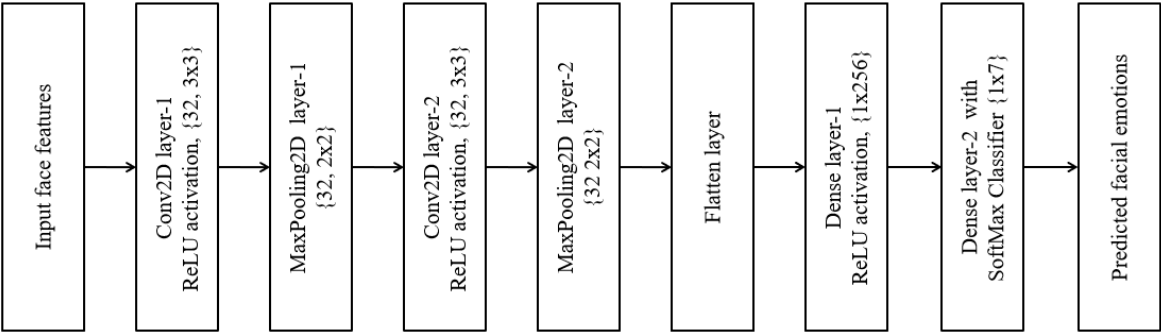 Input face features
Conv2D layer-1
ReLU activation, {32, 3x3}
MaxPooling2D layer-1
{32, 2x2}
Conv2D layer-2
ReLU activation, {32, 3x3}
MaxPooling2D layer-2
{32 2x2}
Flatten layer
Dense layer-1
ReLU activation, {1x256}
Dense layer-2 with
SoftMax Classifier {1x7}
Predicted facial emotions